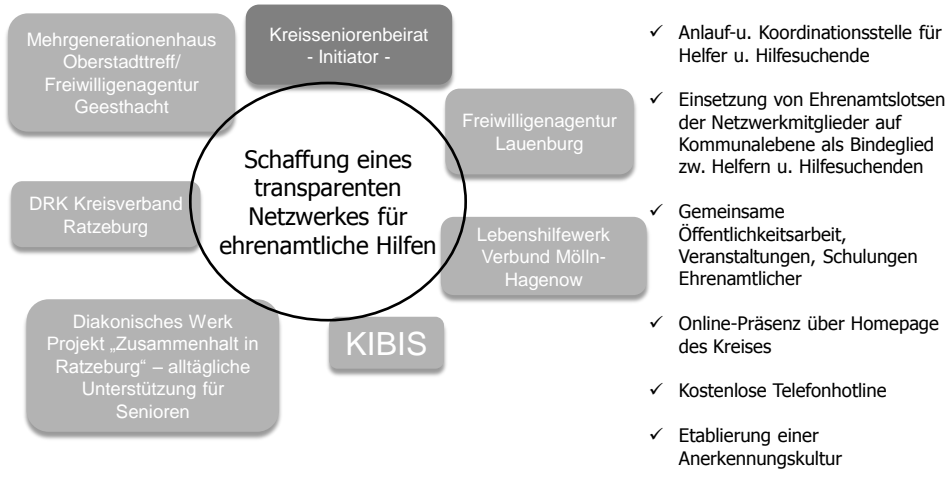 Mehrgenerationenhaus
Oberstadttreff/
Freiwilligenagentur
Geesthacht
Kreisseniorenbeirat
- Initiator -
Freiwilligenagentur
Lauenburg
Schaffung eines
transparenten
Netzwerkes für
ehrenamtliche Hilfen
DRK Kreisverband
Ratzeburg
Lebenshilfewerk
Verbund Mölln-
Hagenow
Diakonisches Werk
Projekt „Zusammenhalt in
Ratzeburg“ – alltägliche
Unterstützung für
Senioren
KIBIS
✓ Anlauf-u. Koordinationsstelle für
Helfer u. Hilfesuchende
✓ Einsetzung von Ehrenamtslotsen
der Netzwerkmitglieder auf
Kommunalebene als Bindeglied
zw. Helfern u. Hilfesuchenden
✓ Gemeinsame
Öffentlichkeitsarbeit,
Veranstaltungen, Schulungen
Ehrenamtlicher
✓ Online-Präsenz über Homepage
des Kreises
✓ Kostenlose Telefonhotline
✓ Etablierung einer
Anerkennungskultur